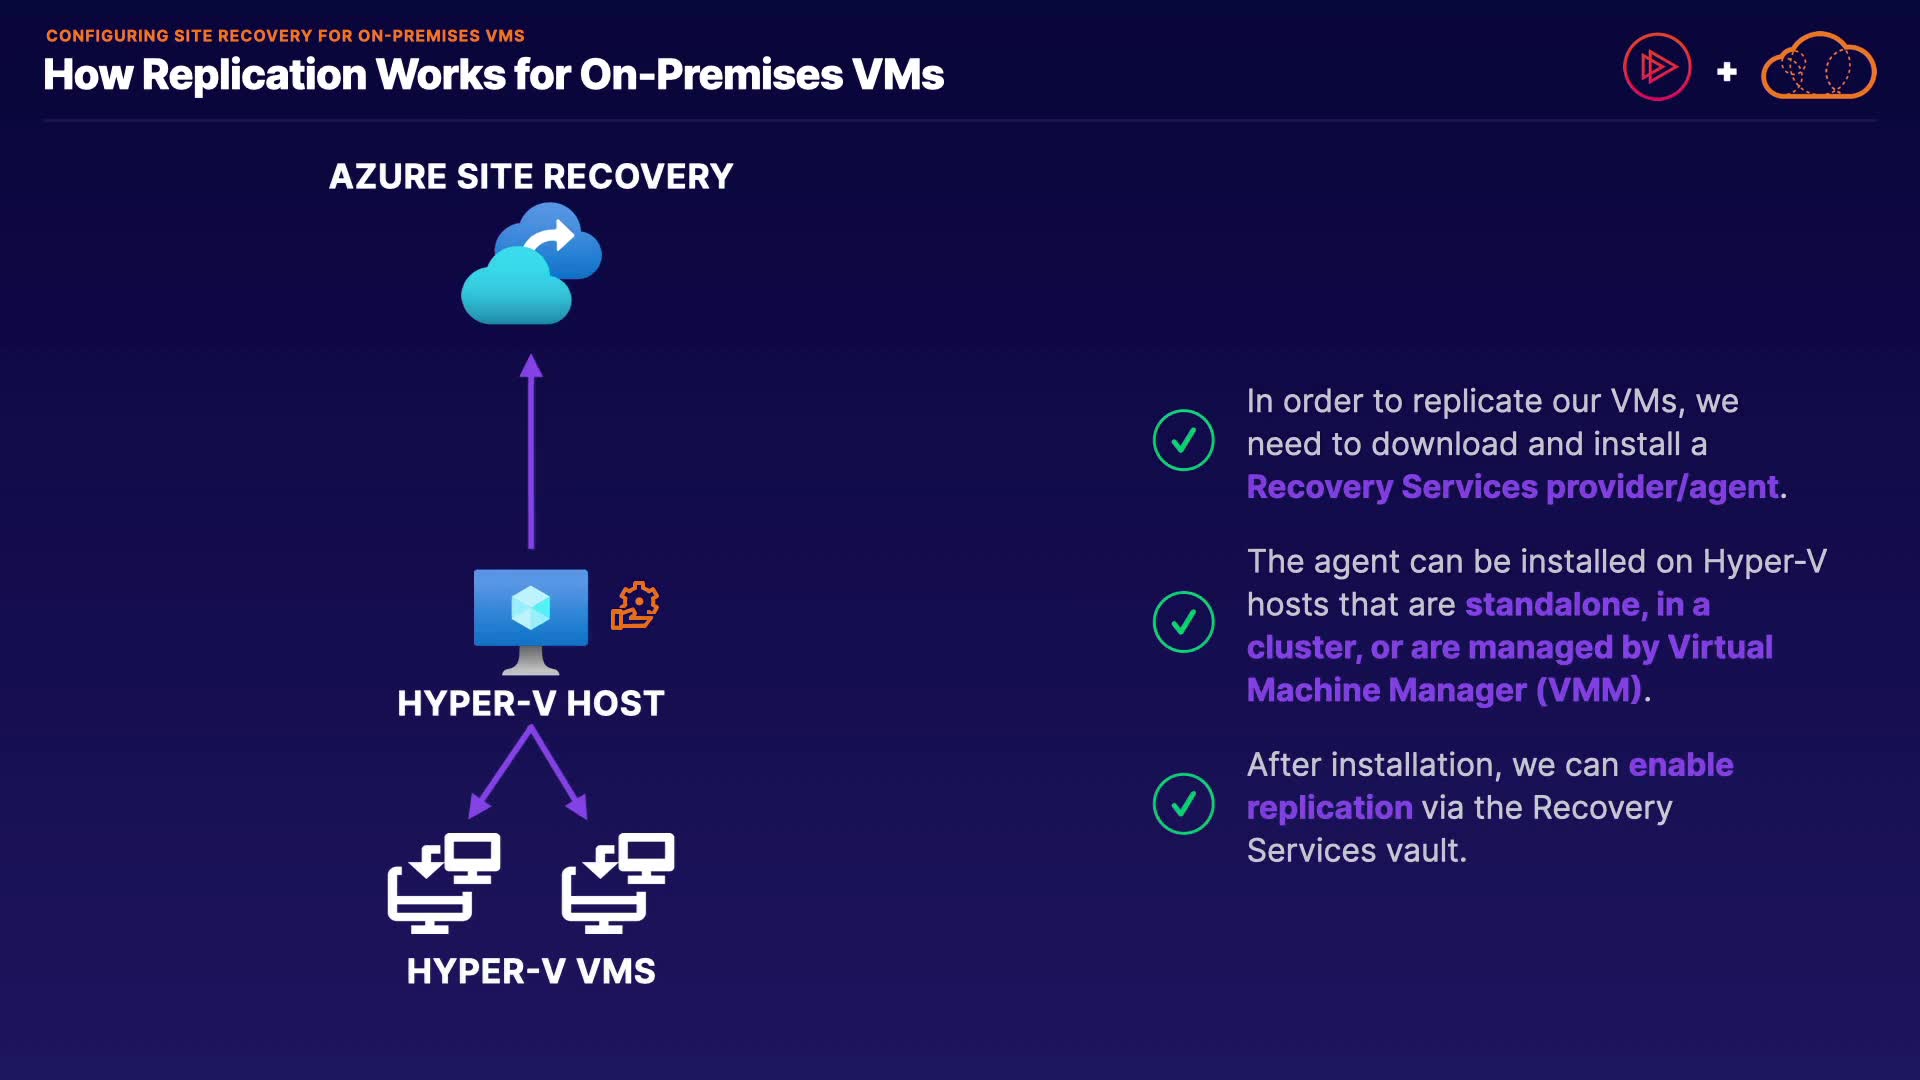 CONFIGURING SITE RECOVERY FOR ON-PREMISES VMS
How Replication Works for On-Premises VMs
AZURE SITE RECOVERY
HYPER-V HOST
HYPER-V VMS
In order to replicate our VMs, we
need to download and install a
Recovery Services provider/agent.
The agent can be installed on Hyper-V
hosts that are standalone, in a
cluster, or are managed by Virtual
Machine Manager (VMM).
After installation, we can enable
replication via the Recovery
Services vault.